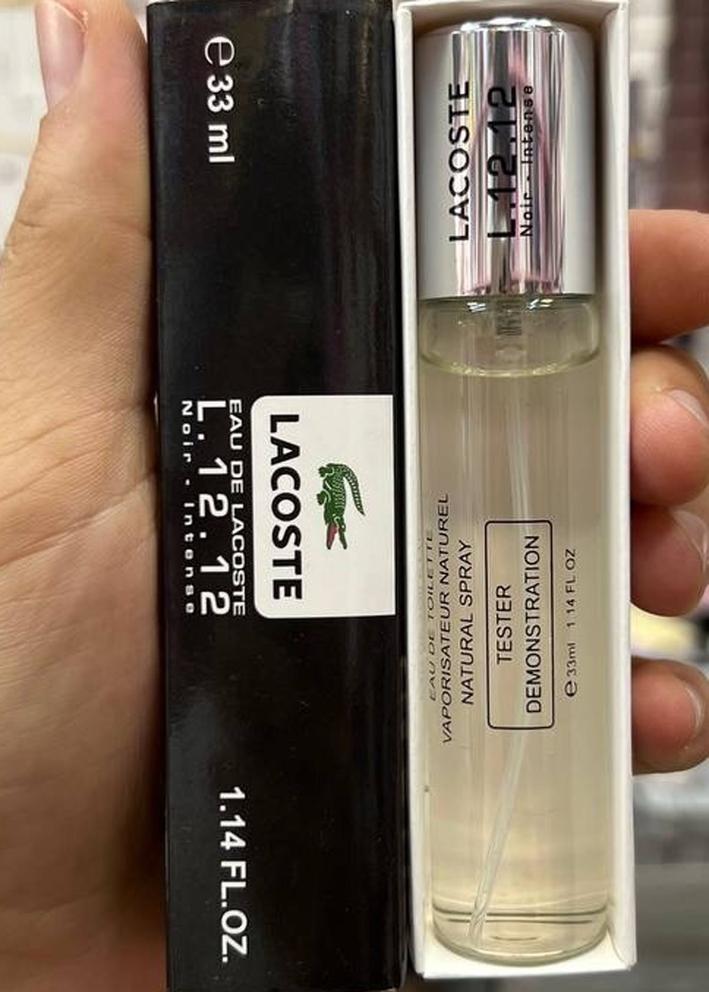 e 33 ml
LACOSTE
EAU DE LACOSTE
L.12.12
Noir - Intense
1.14 FL.OZ.
LACOSTE
L.12.12
Noir - Intense
EAU DE TOILETTE
VAPORISATEUR NATUREL
NATURAL SPRAY
TESTER
DEMONSTRATION
e 33ml 1 14 FL OZ